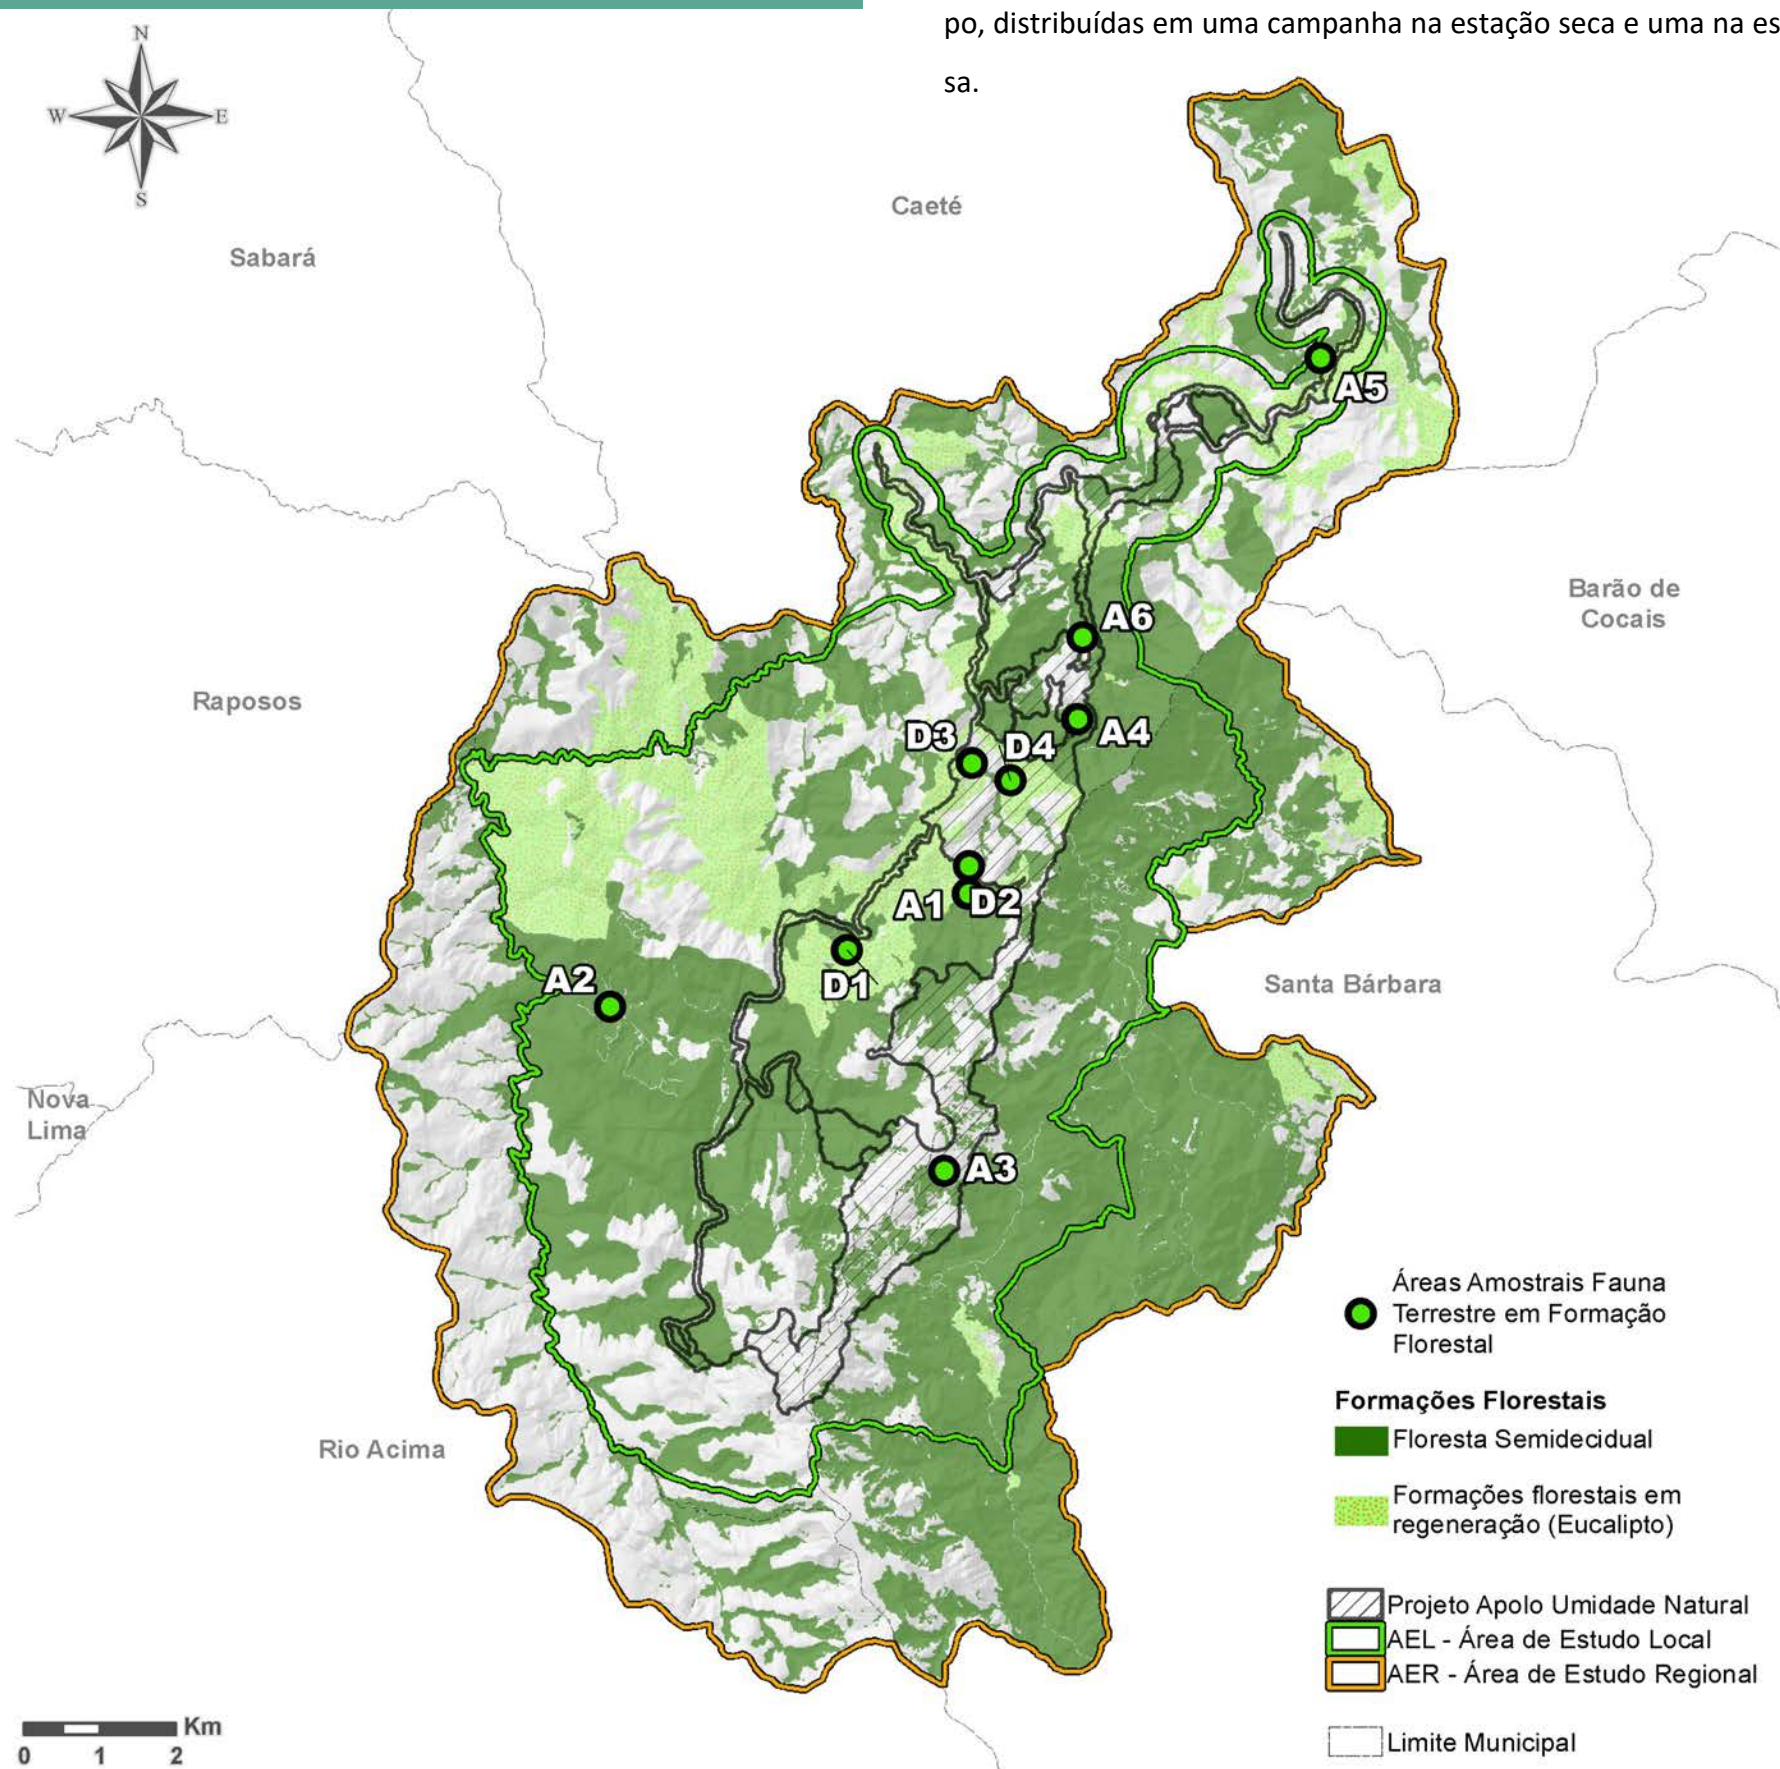 po, distribuídas em uma campanha na estação seca e uma na es
sa.
N
W
E
S
Caeté
Sabará
A5
Barão de
Cocais
A6
Raposos
D3
D4
A4
A1
D2
A2
D1
Santa Bárbara
Nova
Lima
A3
Áreas Amostrais Fauna
Terrestre em Formação
Florestal
Formações Florestais
Floresta Semidecidual
Rio Acima
Formações florestais em
regeneração (Eucalipto)
Projeto Apolo Umidade Natural
AEL - Área de Estudo Local
AER - Área de Estudo Regional
Km
0 1 2
Limite Municipal